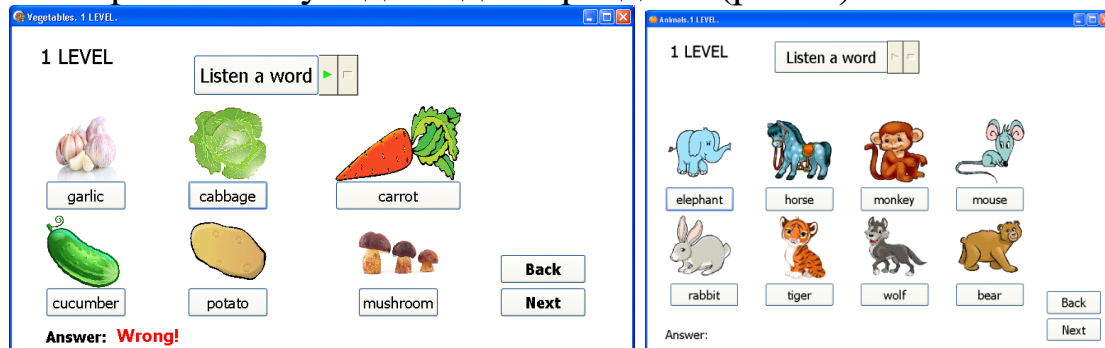 Vegetables. 1 LEVEL.
1 LEVEL
Listen a word
garlic cabbage carrot
cucumber potato mushroom
Back
Next
Answer: Wrong!
Animals.1 LEVEL.
1 LEVEL
Listen a word
elephant horse monkey mouse
rabbit tiger wolf bear
Back
Next
Answer: